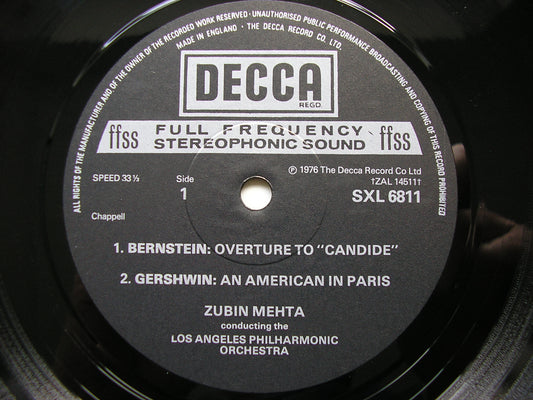 ALL RIGHTS OF THE MANUFACTURER AND OF THE OWNER OF THE RECORDED WORK RESERVED · UNAUTHORISED PUBLIC PERFORMANCE BROADCASTING AND COPYING OF THIS RECORD PROHIBITED
MADE IN ENGLAND · THE DECCA RECORD CO. LTD.
DECCA
REGD
ffss FULL FREQUENCY ffss
STEREOPHONIC SOUND
SPEED 33⅓ Side ℗ 1976 The Decca Record Co Ltd
1 †ZAL 14511†
SXL 6811
Chappell
1. BERNSTEIN: OVERTURE TO "CANDIDE"
2. GERSHWIN: AN AMERICAN IN PARIS
ZUBIN MEHTA
conducting the
LOS ANGELES PHILHARMONIC
ORCHESTRA